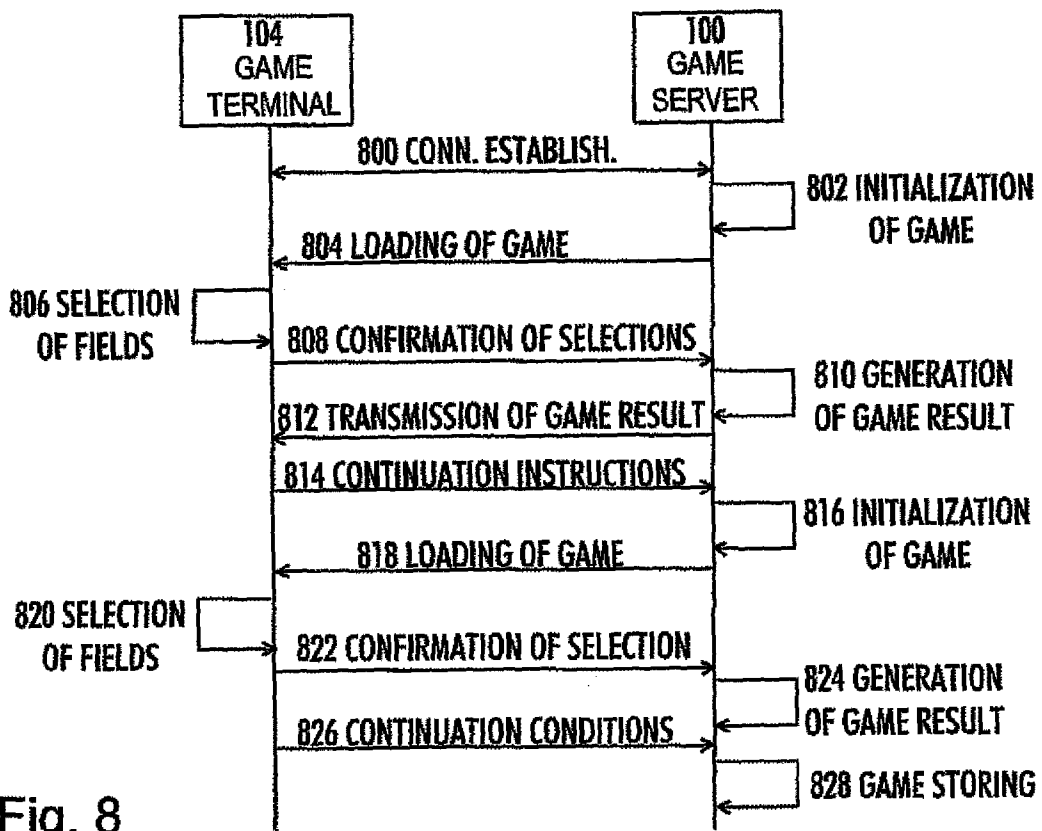 104
GAME
TERMINAL
100
GAME
SERVER
800 CONN. ESTABLISH.
802 INITIALIZATION
OF GAME
804 LOADING OF GAME
806 SELECTION
OF FIELDS
808 CONFIRMATION OF SELECTIONS
810 GENERATION
OF GAME RESULT
812 TRANSMISSION OF GAME RESULT
814 CONTINUATION INSTRUCTIONS
816 INITIALIZATION
OF GAME
818 LOADING OF GAME
820 SELECTION
OF FIELDS
822 CONFIRMATION OF SELECTION
824 GENERATION
OF GAME RESULT
826 CONTINUATION CONDITIONS
828 GAME STORING
Fig. 8